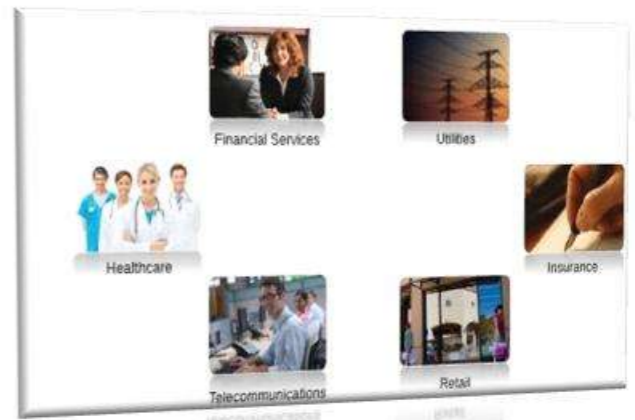 Financial Services
Utilities
Healthcare
Insurance
Telecommunications
Retail